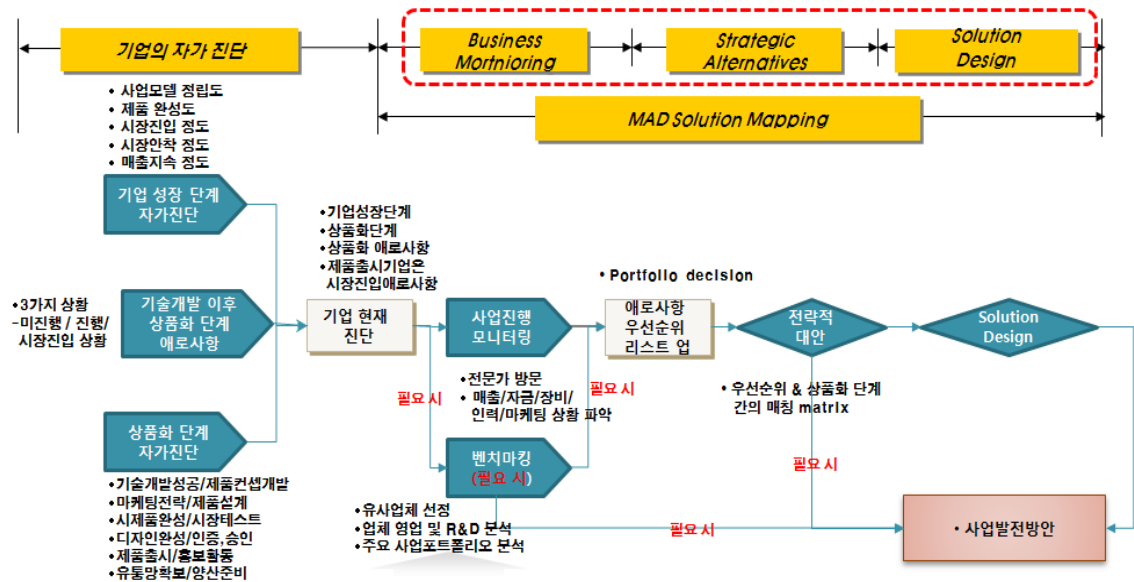 기업의 자가 진단
Business
Mortnioring
Strategic
Alternatives
Solution
Design
MAD Solution Mapping
• 사업모델 정립도
• 제품 완성도
• 시장진입 정도
• 시장안착 정도
• 매출지속 정도
기업 성장 단계
자가진단
•기업성장단계
•상품화단계
•상품화 애로사항
•제품출시기업은
시장진입애로사항
•3가지 상황
-미진행 / 진행/
시장진입 상황
기술개발 이후
상품화 단계
애로사항
기업 현재
진단
사업진행
모니터링
• Portfolio decision
애로사항
우선순위
리스트 업
전략적
대안
Solution
Design
필요 시
•전문가 방문
• 매출/자금/장비/
인력/마케팅 상황 파악
필요 시
•우선순위 & 상품화 단계
간의 매칭 matrix
상품화 단계
자가진단
벤치마킹
(필요 시)
필요 시
•기술개발성공/제품컨셉개발
•마케팅전략/제품설계
•시제품완성/시장테스트
•디자인완성/인증,승인
•제품출시/홍보활동
•유통망확보/양산준비
•유사업체 선정
•업체 영업 및 R&D 분석
•주요 사업포트폴리오 분석
필요 시
• 사업발전방안